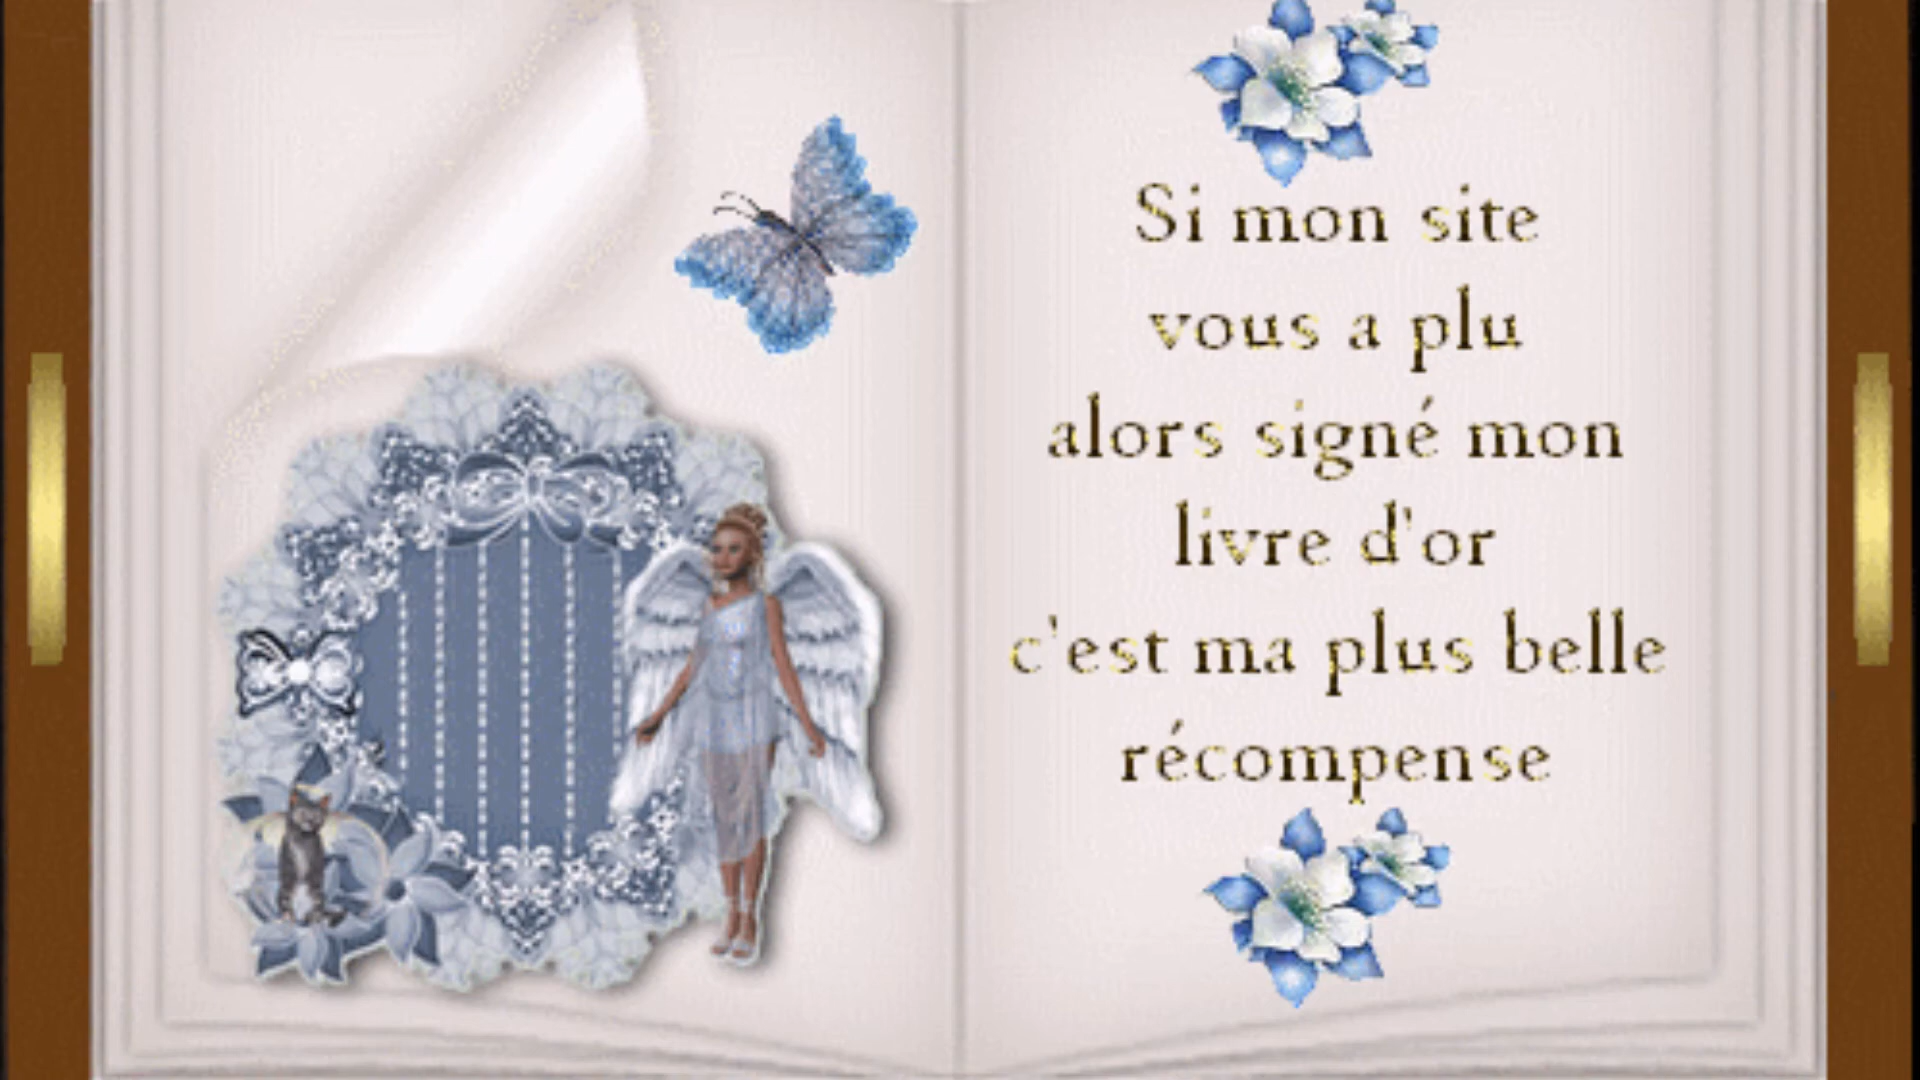 Si mon site
vous a plu
alors signé mon
livre d'or
c'est ma plus belle
récompense